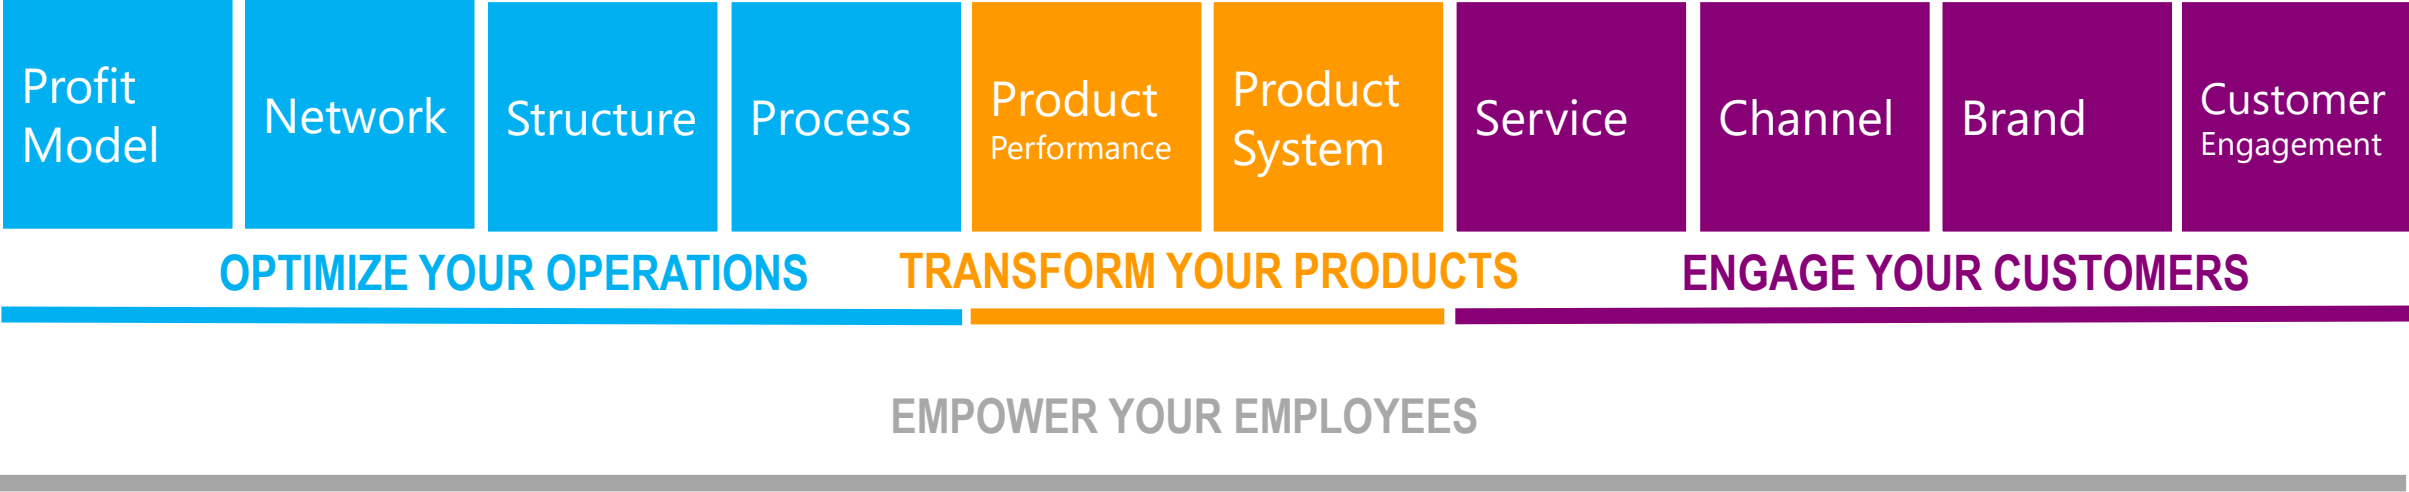 Profit
Model
Network
Structure
Process
Product
Performance
Product
System
Service
Channel
Brand
Customer
Engagement
OPTIMIZE YOUR OPERATIONS
TRANSFORM YOUR PRODUCTS
ENGAGE YOUR CUSTOMERS
EMPOWER YOUR EMPLOYEES